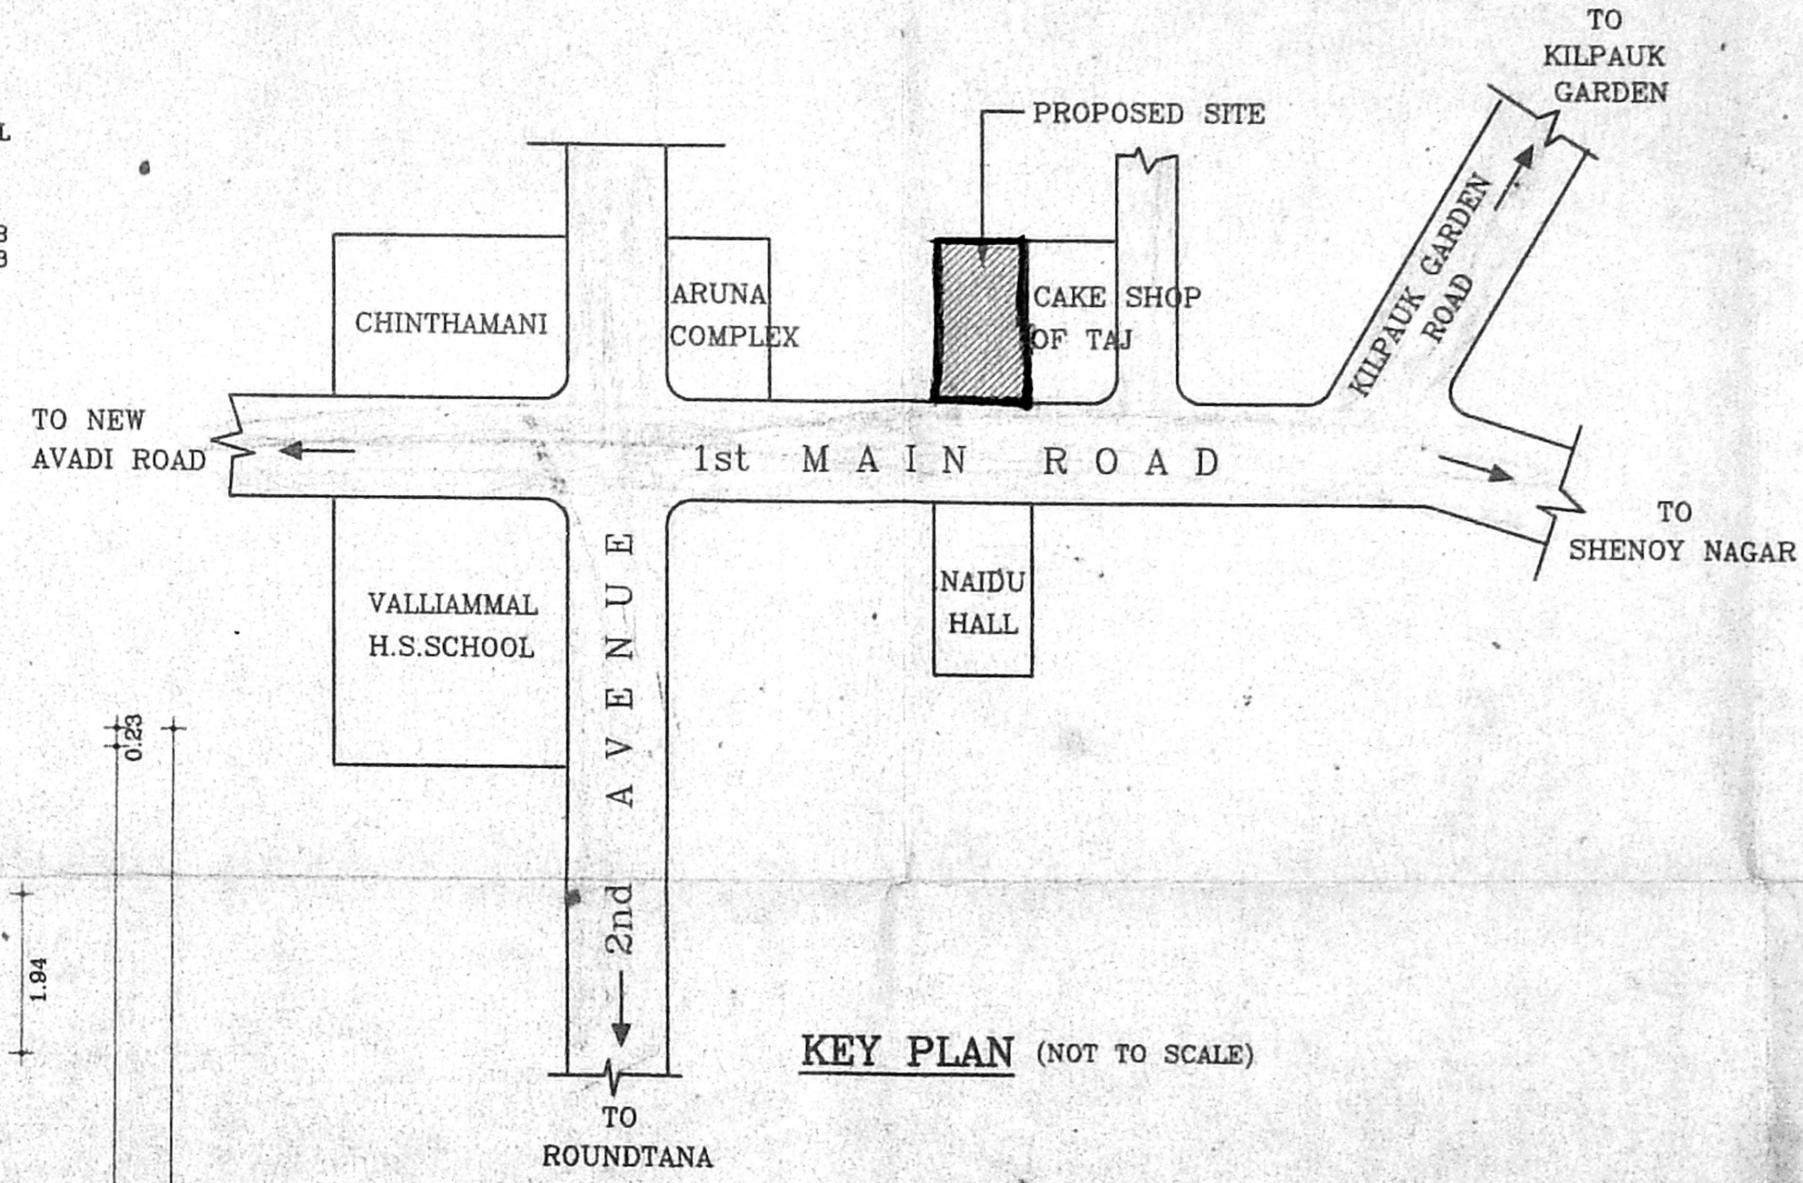 TO
KILPAUK
GARDEN
PROPOSED SITE
L
3
3
CHINTHAMANI
ARUNA
COMPLEX
CAKE SHOP
OF TAJ
KILPAUK GARDEN
ROAD
TO NEW
AVADI ROAD
1st MAIN ROAD
TO
SHENOY NAGAR
VALLIAMMAL
H.S.SCHOOL
2nd AVENUE
NAIDU
HALL
0.23
1.94
KEY PLAN (NOT TO SCALE)
TO
ROUNDTANA